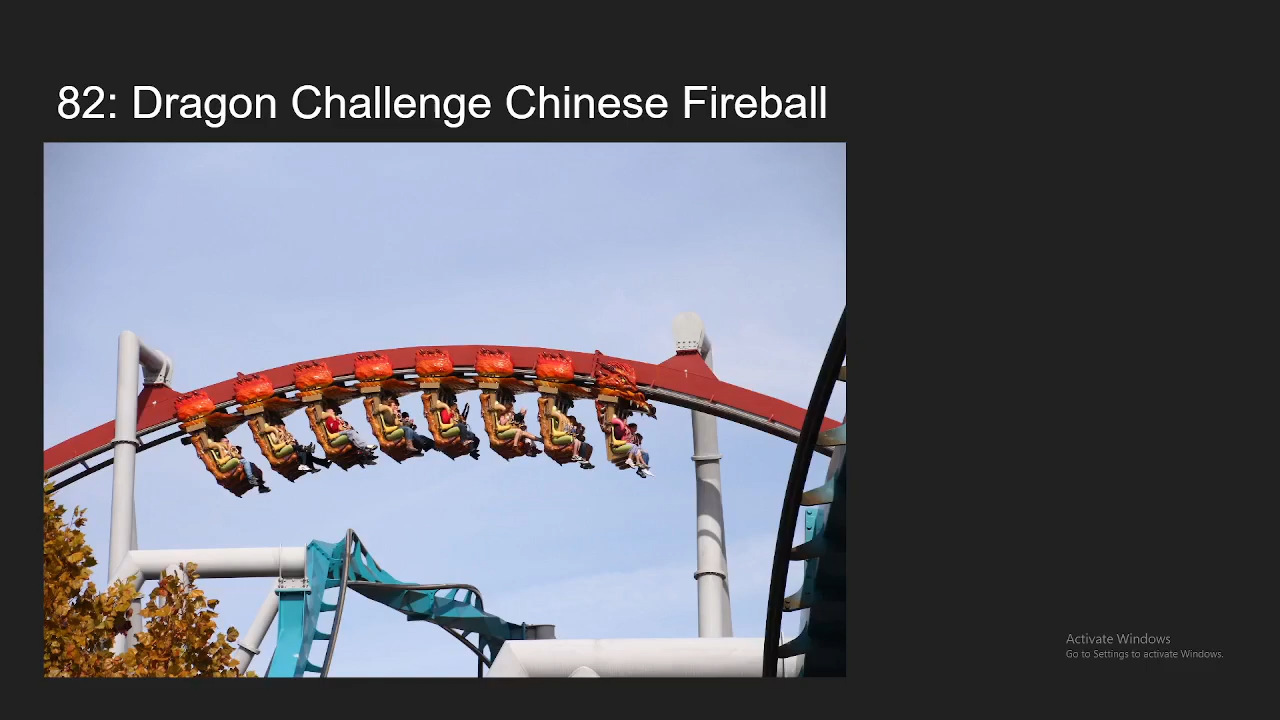 82: Dragon Challenge Chinese Fireball
Activate Windows
Go to Settings to activate Windows.